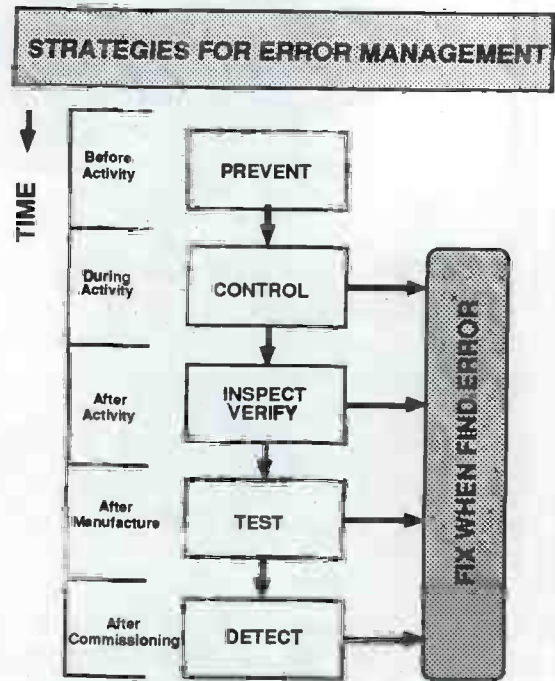 STRATEGIES FOR ERROR MANAGEMENT
TIME
Before
Activity
PREVENT
During
Activity
CONTROL
After
Activity
INSPECT
VERIFY
After
Manufacture
TEST
After
Commissioning
DETECT
FIX WHEN FIND ERROR